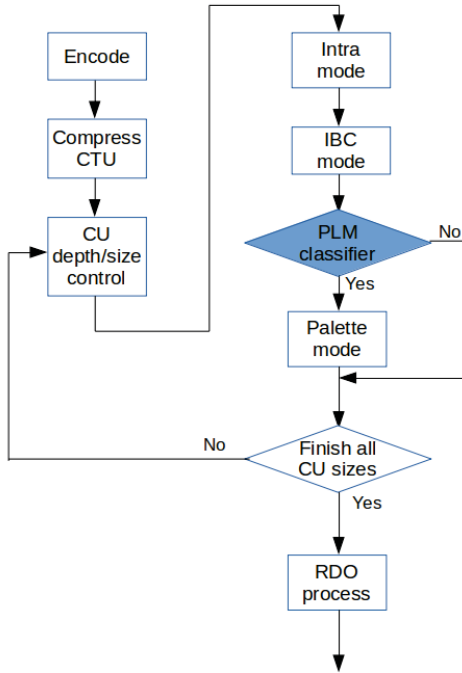 Encode
Compress
CTU
CU
depth/size
control
Intra
mode
IBC
mode
PLM
classifier
No
Yes
Palette
mode
Finish all
CU sizes
No
Yes
RDO
process